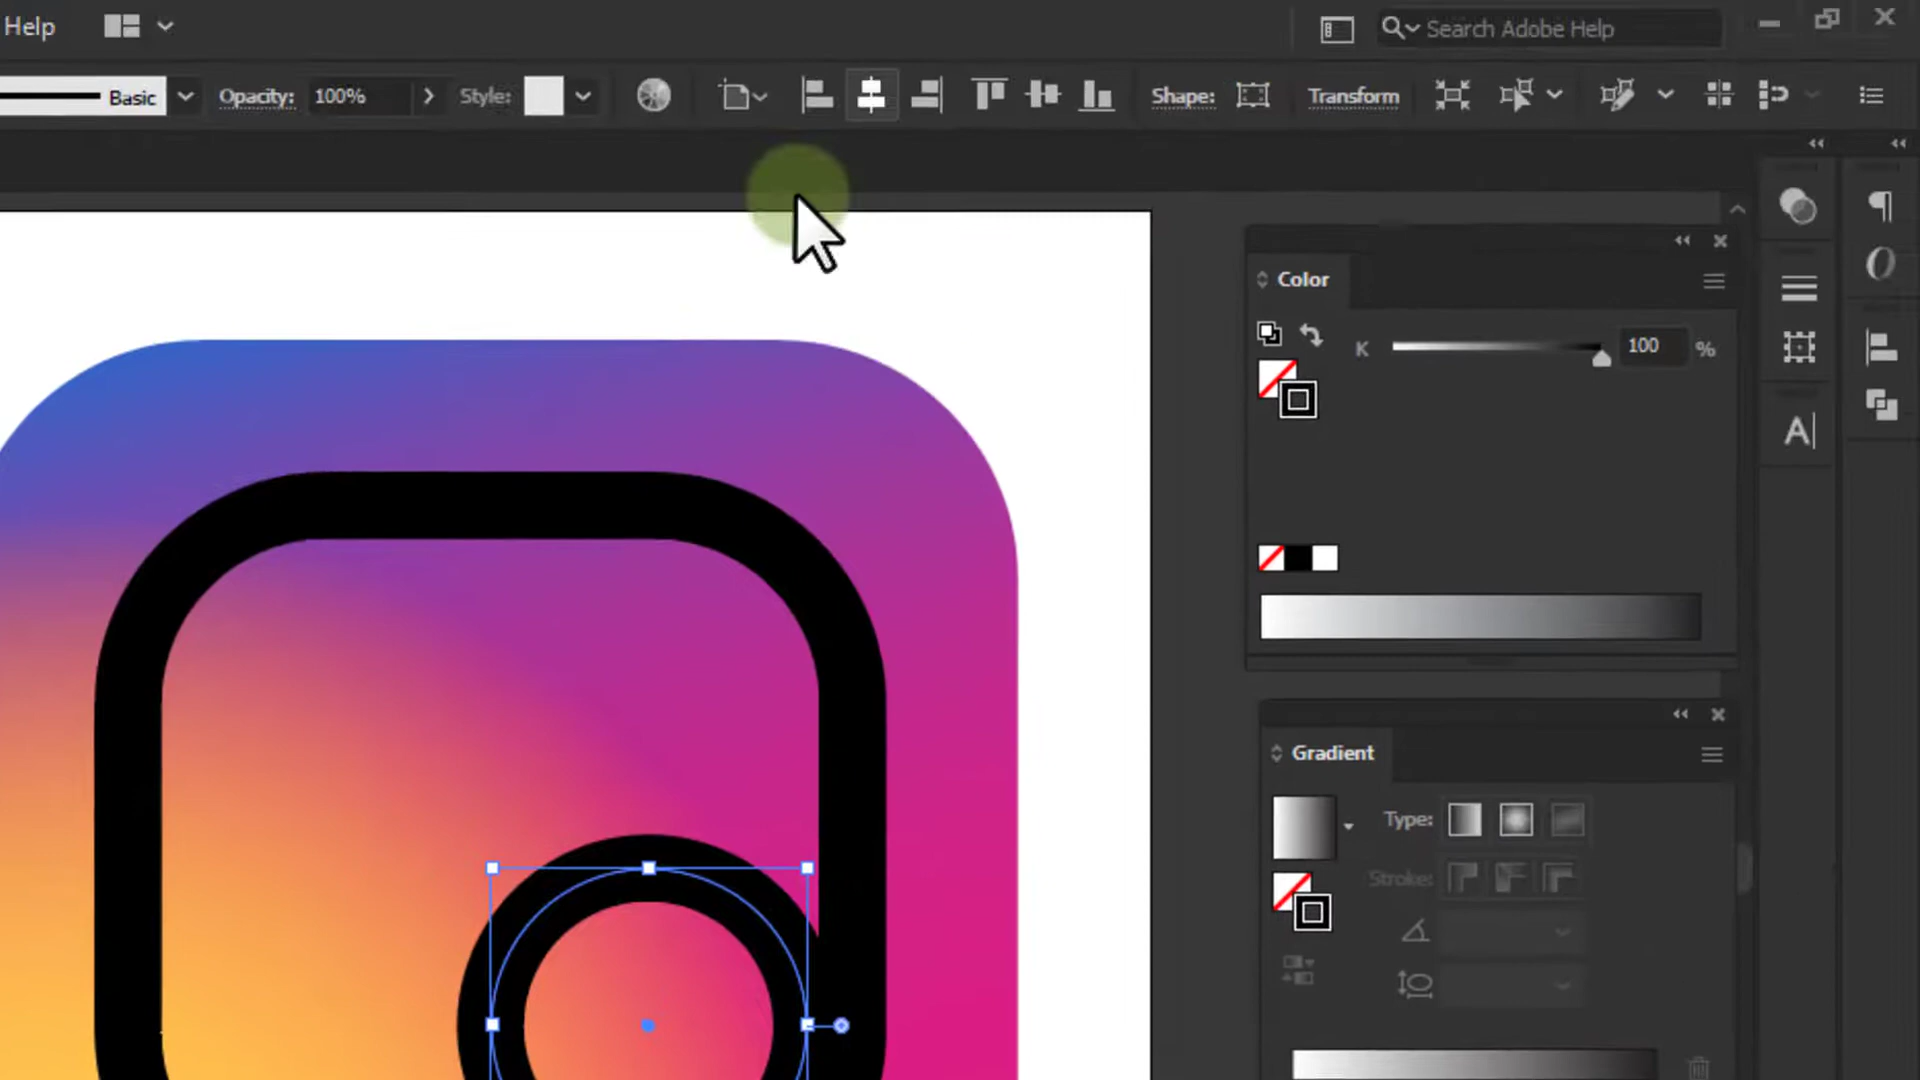 Help
Search Adobe Help
Basic
Opacity:
100%
Style:
Shape:
Transform
Color
K
100
%
A
Gradient
Type:
Stroke: